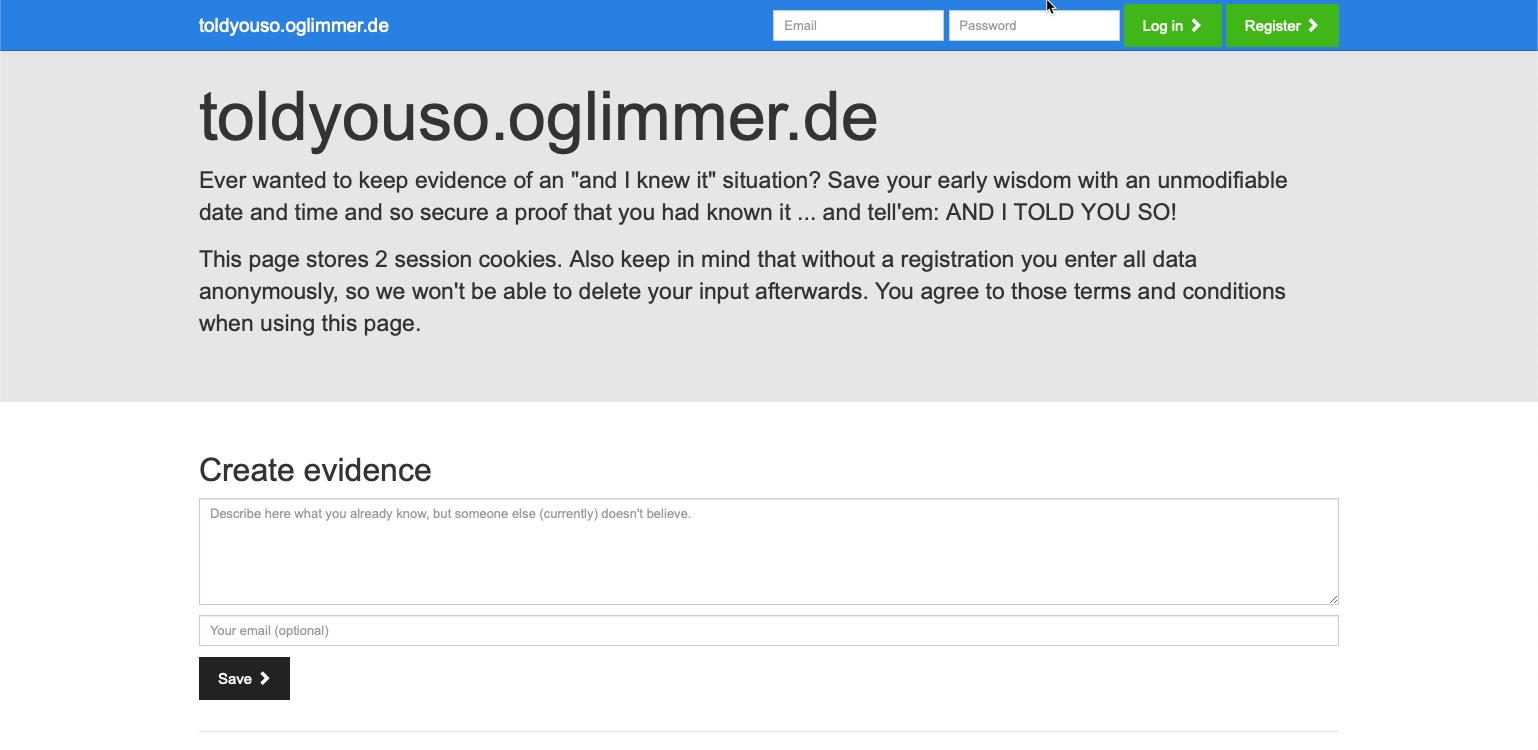 toldyouso.oglimmer.de Email Password Log in Register
toldyouso.oglimmer.de
Ever wanted to keep evidence of an "and I knew it" situation? Save your early wisdom with an unmodifiable
date and time and so secure a proof that you had known it ... and tell'em: AND I TOLD YOU SO!
This page stores 2 session cookies. Also keep in mind that without a registration you enter all data
anonymously, so we won't be able to delete your input afterwards. You agree to those terms and conditions
when using this page.
Create evidence
Describe here what you already know, but someone else (currently) doesn't believe.
Your email (optional)
Save